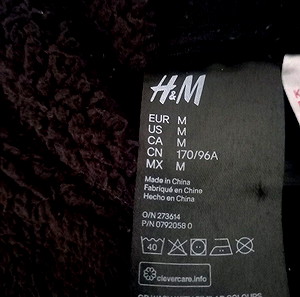 H&M
EUR M
US M
CA M
CN 170/96A
MX M
Made in China
Fabriqué en Chine
Hecho en China
O/N 273614
P/N 0792058 0
40
clevercare.info
K